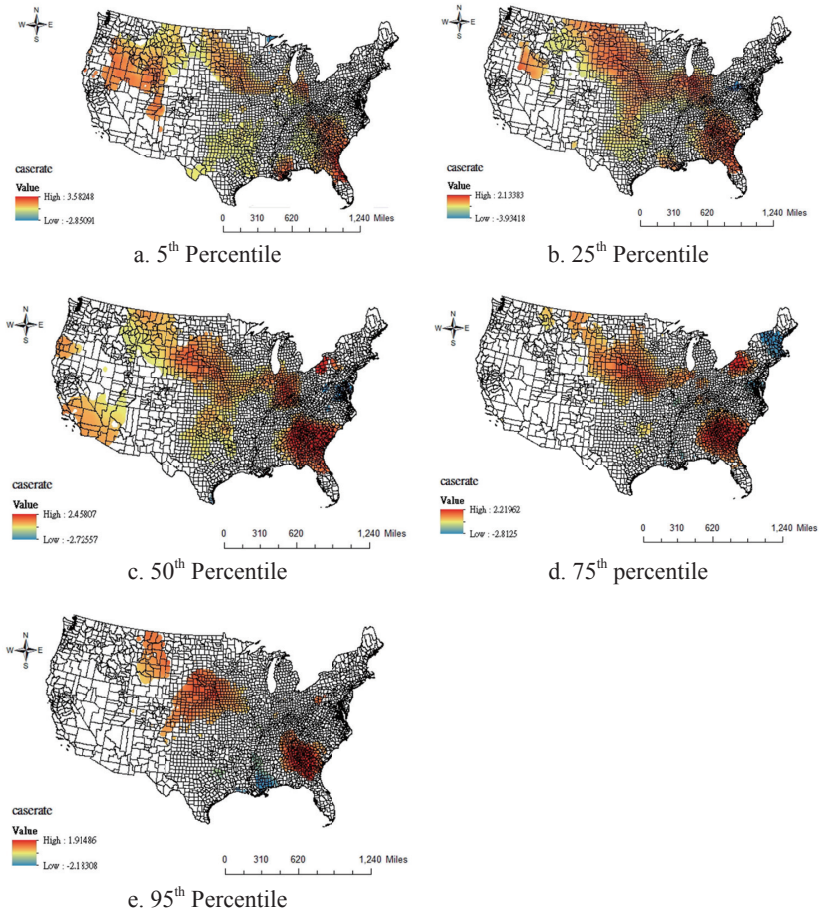 N
W E
S
caserate
Value
High : 3.58248
Low : -2.85091
0 310 620 1,240 Miles
a. 5th Percentile
N
W E
S
caserate
Value
High : 2.13383
Low : -3.93418
0 310 620 1,240 Miles
b. 25th Percentile
N
W E
S
caserate
Value
High : 2.45807
Low : -2.72557
0 310 620 1,240 Miles
c. 50th Percentile
N
W E
S
caserate
Value
High : 2.21962
Low : -2.8125
0 310 620 1,240 Miles
d. 75th percentile
N
W E
S
caserate
Value
High : 1.91486
Low : -2.18308
0 310 620 1,240 Miles
e. 95th Percentile